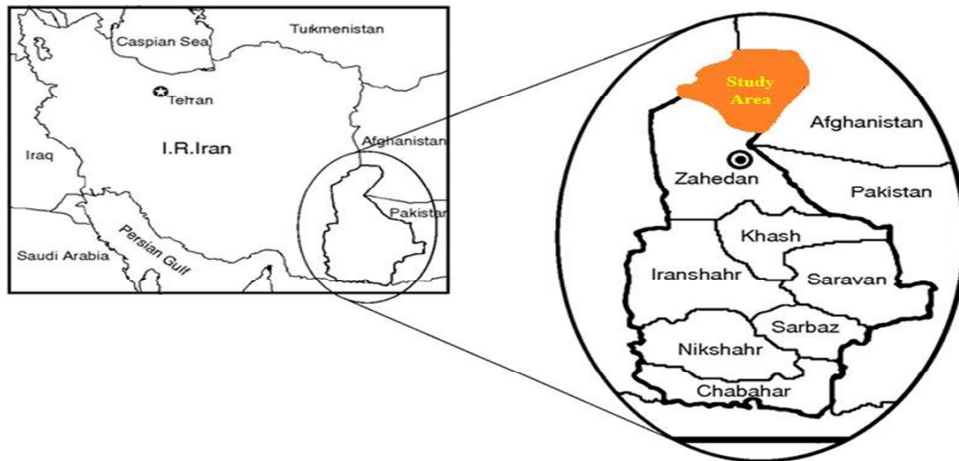 Caspian Sea
Turkmenistan
Tehran
I.R.Iran
Afghanistan
Iraq
Pakistan
Persian Gulf
Saudi Arabia
Study
Area
Afghanistan
Zahedan
Pakistan
Khash
Iranshahr
Saravan
Sarbaz
Nikshahr
Chabahar